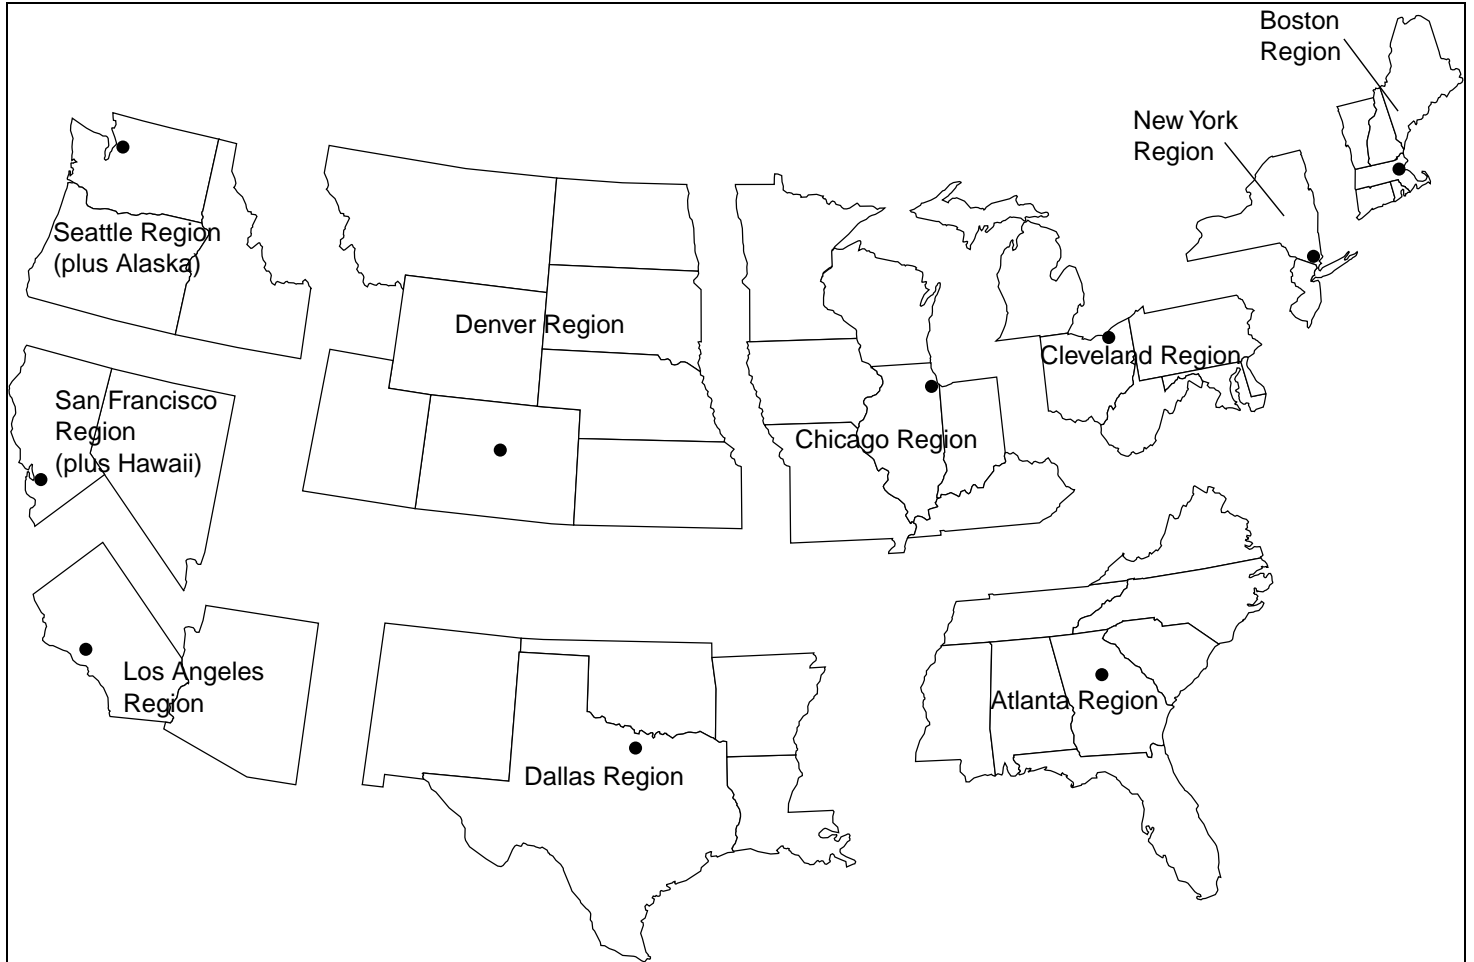 Boston
Region
New York
Region
Seattle Region
(plus Alaska)
Denver Region
Cleveland Region
San Francisco
Region
(plus Hawaii)
Chicago Region
Los Angeles
Region
Atlanta Region
Dallas Region